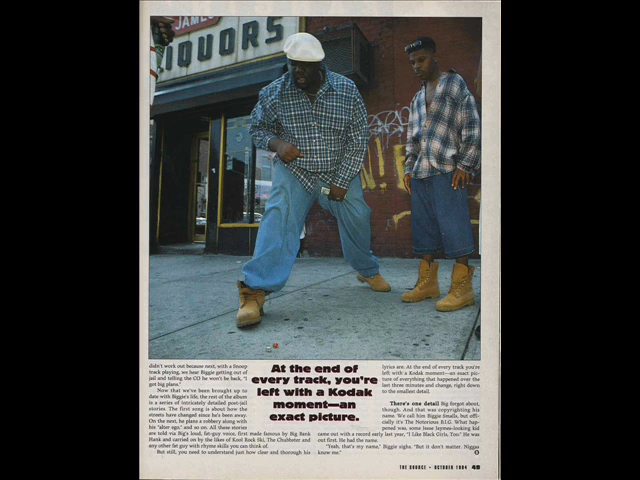 JAMES
LIQUORS
didn't work out because next, with a Snoop
track playing, we hear Biggie getting out of
jail and telling the CO he won't be back, "I
got big plans."
Now that we've been brought up to
date with Biggie's life, the rest of the album
is a series of intricately detailed post-jail
stories. The first song is about how the
streets have changed since he's been away.
On the next, he plans a robbery along with
his "alter ego," and so on. All these stories
are told via Big's loud, fat-guy voice, first made famous by Big Bank
Hank and carried on by the likes of Kool Rock Ski, The Chubbster and
any other fat guy with rhyme skills you can think of.
But still, you need to understand just how clear and thorough his
At the end of
every track, you're
left with a Kodak
moment—an
exact picture.
lyrics are. At the end of every track you're
left with a Kodak moment—an exact pic-
ture of everything that happened over the
last three minutes and change, right down
to the smallest detail.
There's one detail Big forgot about,
though. And that was copyrighting his
name. We call him Biggie Smalls, but offi-
cially it's The Notorious B.I.G. What hap-
pened was, some Isuse Jaymee-looking kid
came out with a record early last year, "I Like Black Girls, Too." He was
out first. He had the name.
"Yeah, that's my name," Biggie sighs. "But it don't matter. Niggas
know me."
THE SOURCE • OCTOBER 1994 49